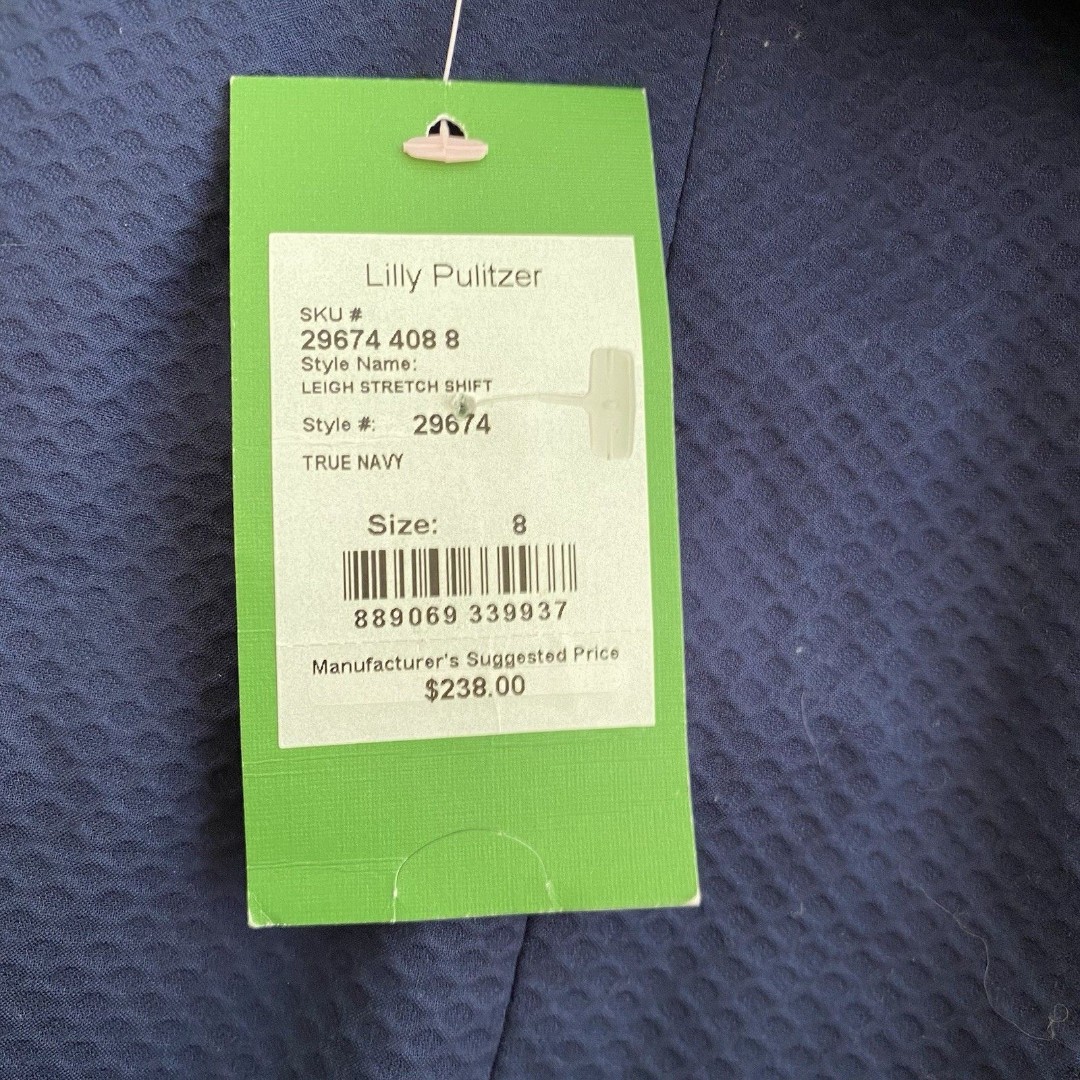 Lilly Pulitzer
SKU #
29674 408 8
Style Name:
LEIGH STRETCH SHIFT
Style #: 29674
TRUE NAVY
Size: 8
889069 339937
Manufacturer's Suggested Price
$238.00